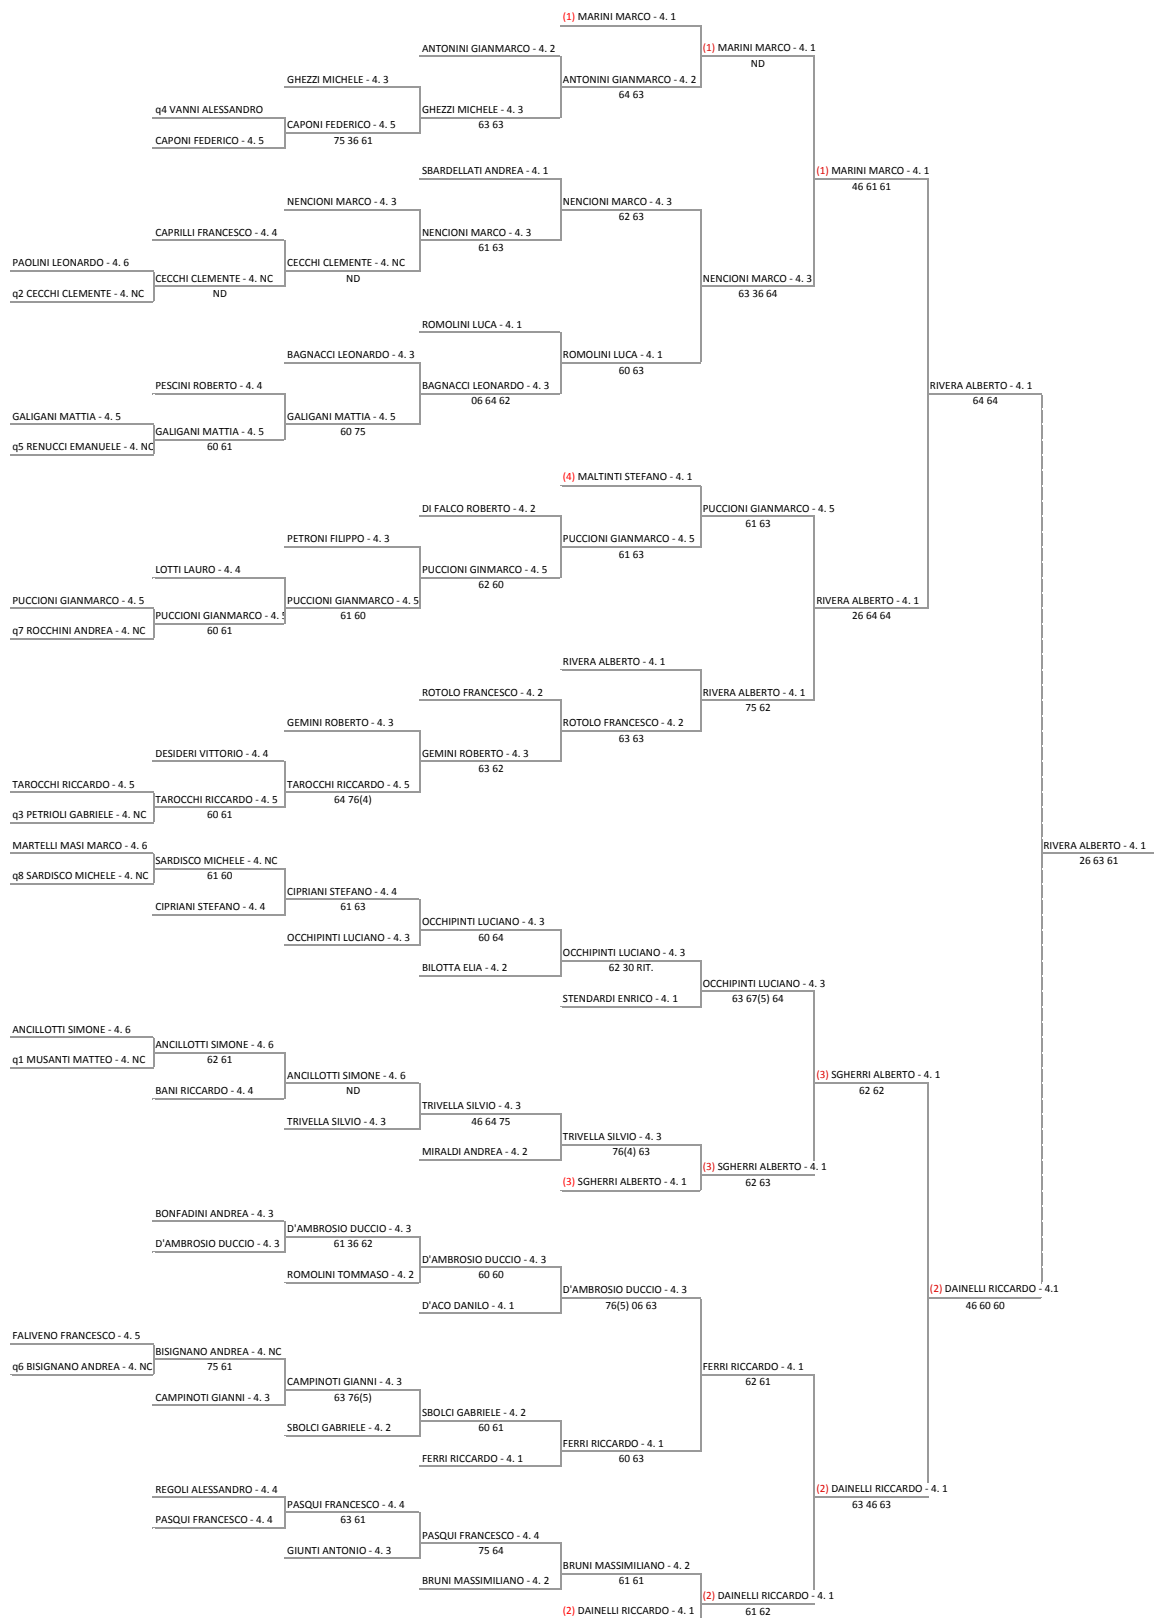 (1) MARINI MARCO - 4. 1
ANTONINI GIANMARCO - 4. 2
(1) MARINI MARCO - 4. 1
ND
GHEZZI MICHELE - 4. 3
ANTONINI GIANMARCO - 4. 2
64 63
q4 VANNI ALESSANDRO
GHEZZI MICHELE - 4. 3
63 63
CAPONI FEDERICO - 4. 5
75 36 61
CAPONI FEDERICO - 4. 5
SBARDELLATI ANDREA - 4. 1
(1) MARINI MARCO - 4. 1
46 61 61
NENCIONI MARCO - 4. 3
NENCIONI MARCO - 4. 3
62 63
CAPRILLI FRANCESCO - 4. 4
NENCIONI MARCO - 4. 3
61 63
PAOLINI LEONARDO - 4. 6
CECCHI CLEMENTE - 4. NC
ND
CECCHI CLEMENTE - 4. NC
ND
NENCIONI MARCO - 4. 3
63 36 64
q2 CECCHI CLEMENTE - 4. NC
ROMOLINI LUCA - 4. 1
BAGNACCI LEONARDO - 4. 3
ROMOLINI LUCA - 4. 1
60 63
PESCINI ROBERTO - 4. 4
BAGNACCI LEONARDO - 4. 3
06 64 62
RIVERA ALBERTO - 4. 1
64 64
GALIGANI MATTIA - 4. 5
GALIGANI MATTIA - 4. 5
60 75
GALIGANI MATTIA - 4. 5
60 61
q5 RENUCCI EMANUELE - 4. NC
(4) MALTINTI STEFANO - 4. 1
DI FALCO ROBERTO - 4. 2
PUCCIONI GIANMARCO - 4. 5
61 63
PETRONI FILIPPO - 4. 3
PUCCIONI GIANMARCO - 4. 5
61 63
LOTTI LAURO - 4. 4
PUCCIONI GINMARCO - 4. 5
62 60
PUCCIONI GIANMARCO - 4. 5
PUCCIONI GIANMARCO - 4. 5
61 60
RIVERA ALBERTO - 4. 1
26 64 64
PUCCIONI GIANMARCO - 4. 5
60 61
q7 ROCCHINI ANDREA - 4. NC
RIVERA ALBERTO - 4. 1
ROTOLO FRANCESCO - 4. 2
RIVERA ALBERTO - 4. 1
75 62
GEMINI ROBERTO - 4. 3
ROTOLO FRANCESCO - 4. 2
63 63
DESIDERI VITTORIO - 4. 4
GEMINI ROBERTO - 4. 3
63 62
TAROCCHI RICCARDO - 4. 5
TAROCCHI RICCARDO - 4. 5
64 76(4)
TAROCCHI RICCARDO - 4. 5
60 61
q3 PETRIOLI GABRIELE - 4. NC
MARTELLI MASI MARCO - 4. 6
RIVERA ALBERTO - 4. 1
26 63 61
SARDISCO MICHELE - 4. NC
61 60
q8 SARDISCO MICHELE - 4. NC
CIPRIANI STEFANO - 4. 4
61 63
CIPRIANI STEFANO - 4. 4
OCCHIPINTI LUCIANO - 4. 3
60 64
OCCHIPINTI LUCIANO - 4. 3
OCCHIPINTI LUCIANO - 4. 3
62 30 RIT.
BILOTTA ELIA - 4. 2
OCCHIPINTI LUCIANO - 4. 3
63 67(5) 64
STENDARDI ENRICO - 4. 1
ANCILLOTTI SIMONE - 4. 6
ANCILLOTTI SIMONE - 4. 6
62 61
q1 MUSANTI MATTEO - 4. NC
ANCILLOTTI SIMONE - 4. 6
ND
(3) SGHERRI ALBERTO - 4. 1
62 62
BANI RICCARDO - 4. 4
TRIVELLA SILVIO - 4. 3
46 64 75
TRIVELLA SILVIO - 4. 3
TRIVELLA SILVIO - 4. 3
76(4) 63
MIRALDI ANDREA - 4. 2
(3) SGHERRI ALBERTO - 4. 1
62 63
(3) SGHERRI ALBERTO - 4. 1
BONFADINI ANDREA - 4. 3
D'AMBROSIO DUCCIO - 4. 3
61 36 62
D'AMBROSIO DUCCIO - 4. 3
D'AMBROSIO DUCCIO - 4. 3
60 60
ROMOLINI TOMMASO - 4. 2
D'AMBROSIO DUCCIO - 4. 3
76(5) 06 63
(2) DAINELLI RICCARDO - 4.1
46 60 60
D'ACO DANILO - 4. 1
FALIVENO FRANCESCO - 4. 5
BISIGNANO ANDREA - 4. NC
75 61
q6 BISIGNANO ANDREA - 4. NC
FERRI RICCARDO - 4. 1
62 61
CAMPINOTI GIANNI - 4. 3
63 76(5)
CAMPINOTI GIANNI - 4. 3
SBOLCI GABRIELE - 4. 2
60 61
SBOLCI GABRIELE - 4. 2
FERRI RICCARDO - 4. 1
60 63
FERRI RICCARDO - 4. 1
REGOLI ALESSANDRO - 4. 4
(2) DAINELLI RICCARDO - 4. 1
63 46 63
PASQUI FRANCESCO - 4. 4
63 61
PASQUI FRANCESCO - 4. 4
PASQUI FRANCESCO - 4. 4
75 64
GIUNTI ANTONIO - 4. 3
BRUNI MASSIMILIANO - 4. 2
61 61
BRUNI MASSIMILIANO - 4. 2
(2) DAINELLI RICCARDO - 4. 1
61 62
(2) DAINELLI RICCARDO - 4. 1